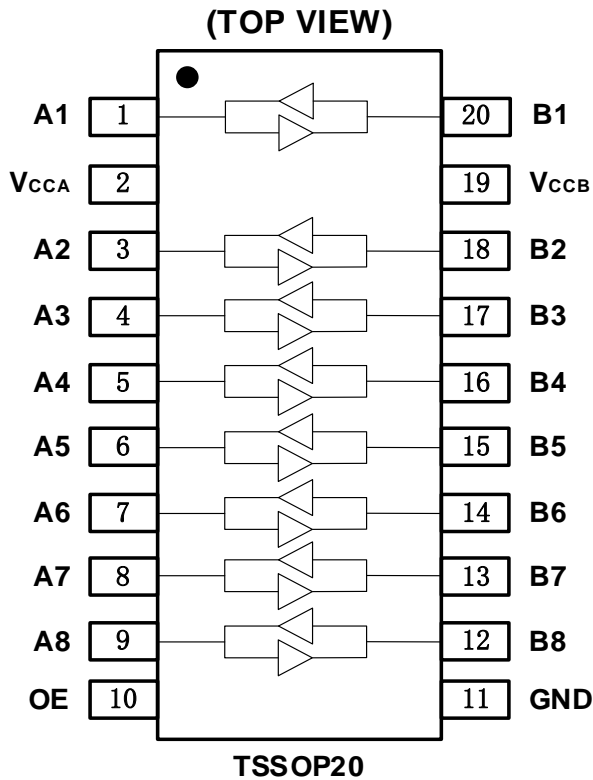 (TOP VIEW)
A1 1 20 B1
VCCA 2 19 VCCB
A2 3 18 B2
A3 4 17 B3
A4 5 16 B4
A5 6 15 B5
A6 7 14 B6
A7 8 13 B7
A8 9 12 B8
OE 10 11 GND
TSSOP20